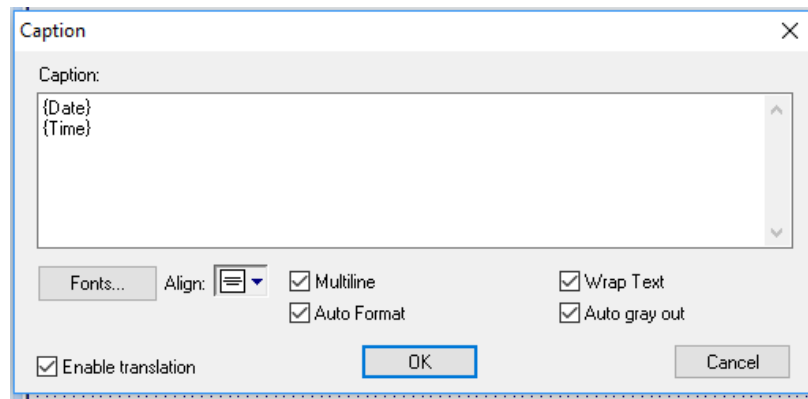 Caption
Caption:
{Date}
{Time}
Fonts... Align: Multiline Wrap Text
Auto Format Auto gray out
Enable translation OK Cancel